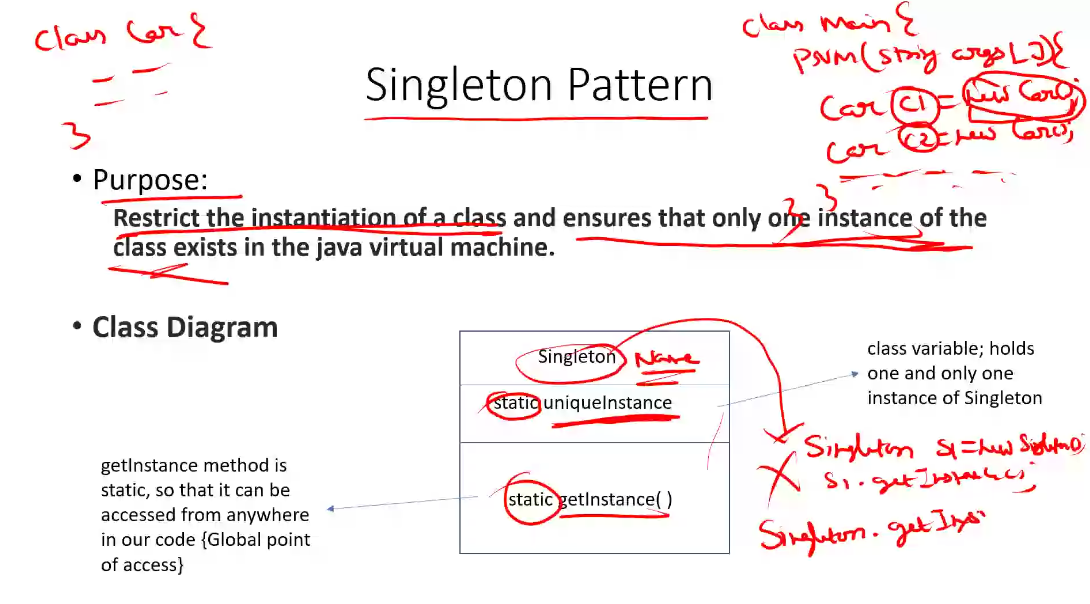 class Car {
}
class Main {
PSVM (String args[]) {
Car C1 = new Car();
Car C2 = new Car();
}
}
Singleton Pattern
• Purpose:
Restrict the instantiation of a class and ensures that only one instance of the
class exists in the java virtual machine.
• Class Diagram
Singleton Name
static uniqueInstance
static getInstance( )
class variable; holds
one and only one
instance of Singleton
getInstance method is
static, so that it can be
accessed from anywhere
in our code {Global point
of access}
Singleton S1 = new Singleton();
S1.getInstance();
Singleton.getIns